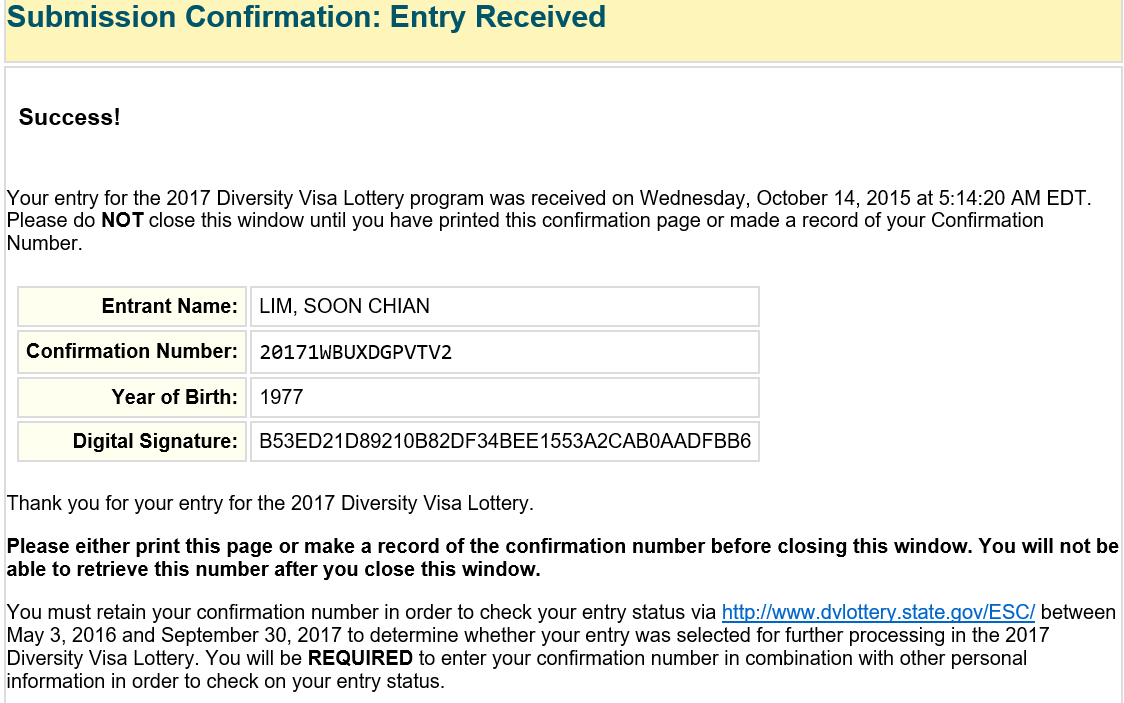 Submission Confirmation: Entry Received
Success!
Your entry for the 2017 Diversity Visa Lottery program was received on Wednesday, October 14, 2015 at 5:14:20 AM EDT.
Please do NOT close this window until you have printed this confirmation page or made a record of your Confirmation
Number.
Entrant Name: LIM, SOON CHIAN
Confirmation Number: 20171WBUXDGPVTV2
Year of Birth: 1977
Digital Signature: B53ED21D89210B82DF34BEE1553A2CAB0AADFBB6
Thank you for your entry for the 2017 Diversity Visa Lottery.
Please either print this page or make a record of the confirmation number before closing this window. You will not be
able to retrieve this number after you close this window.
You must retain your confirmation number in order to check your entry status via http://www.dvlottery.state.gov/ESC/ between
May 3, 2016 and September 30, 2017 to determine whether your entry was selected for further processing in the 2017
Diversity Visa Lottery. You will be REQUIRED to enter your confirmation number in combination with other personal
information in order to check on your entry status.